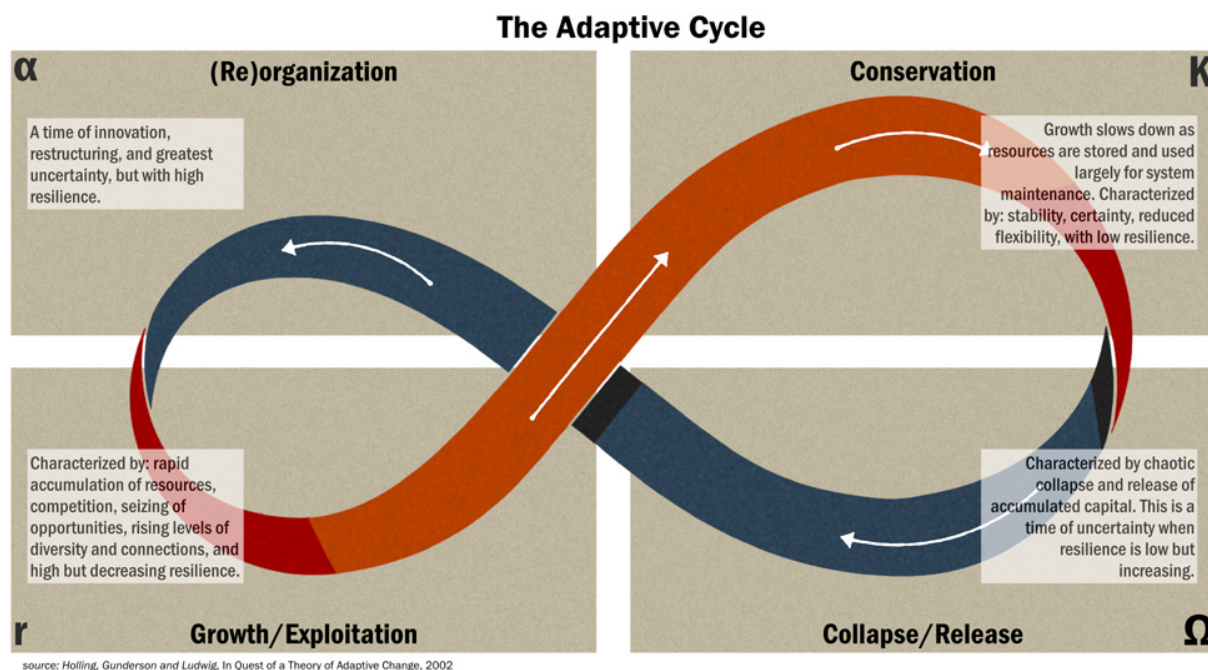 The Adaptive Cycle
α
(Re)organization
A time of innovation,
restructuring, and greatest
uncertainty, but with high
resilience.
Conservation
K
Growth slows down as
resources are stored and used
largely for system
maintenance. Characterized
by: stability, certainty, reduced
flexibility, with low resilience.
Characterized by: rapid
accumulation of resources,
competition, seizing of
opportunities, rising levels of
diversity and connections, and
high but decreasing resilience.
r
Growth/Exploitation
Characterized by chaotic
collapse and release of
accumulated capital. This is a
time of uncertainty when
resilience is low but
increasing.
Collapse/Release
Ω
source: Holling, Gunderson and Ludwig, In Quest of a Theory of Adaptive Change, 2002